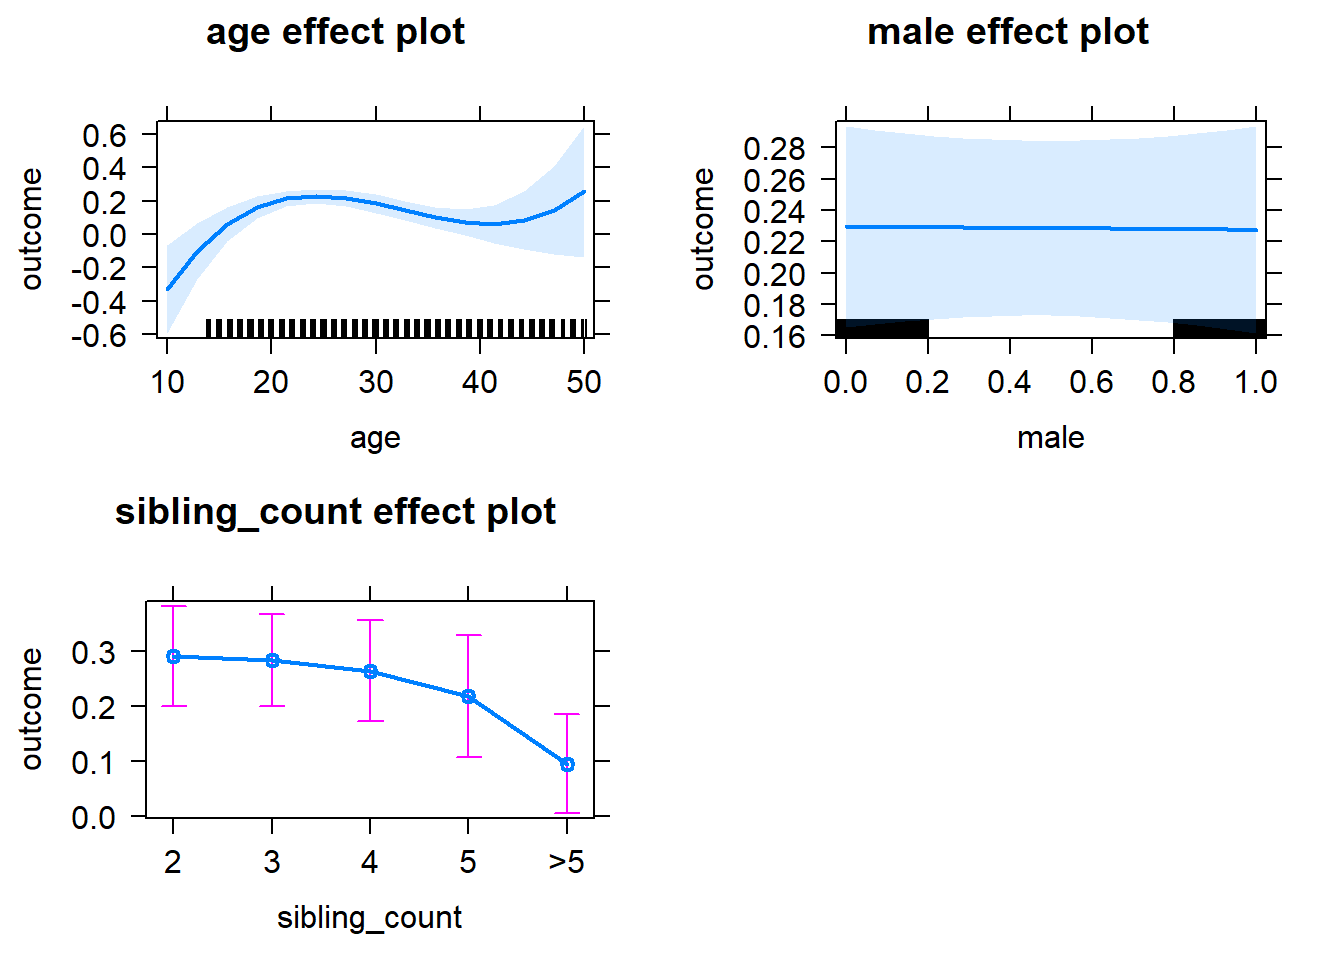 age effect plot
outcome
0.6
0.4
0.2
0.0
-0.2
-0.4
-0.6
10 20 30 40 50
age
male effect plot
outcome
0.28
0.26
0.24
0.22
0.20
0.18
0.16
0.0 0.2 0.4 0.6 0.8 1.0
male
sibling_count effect plot
outcome
0.3
0.2
0.1
0.0
2 3 4 5 >5
sibling_count